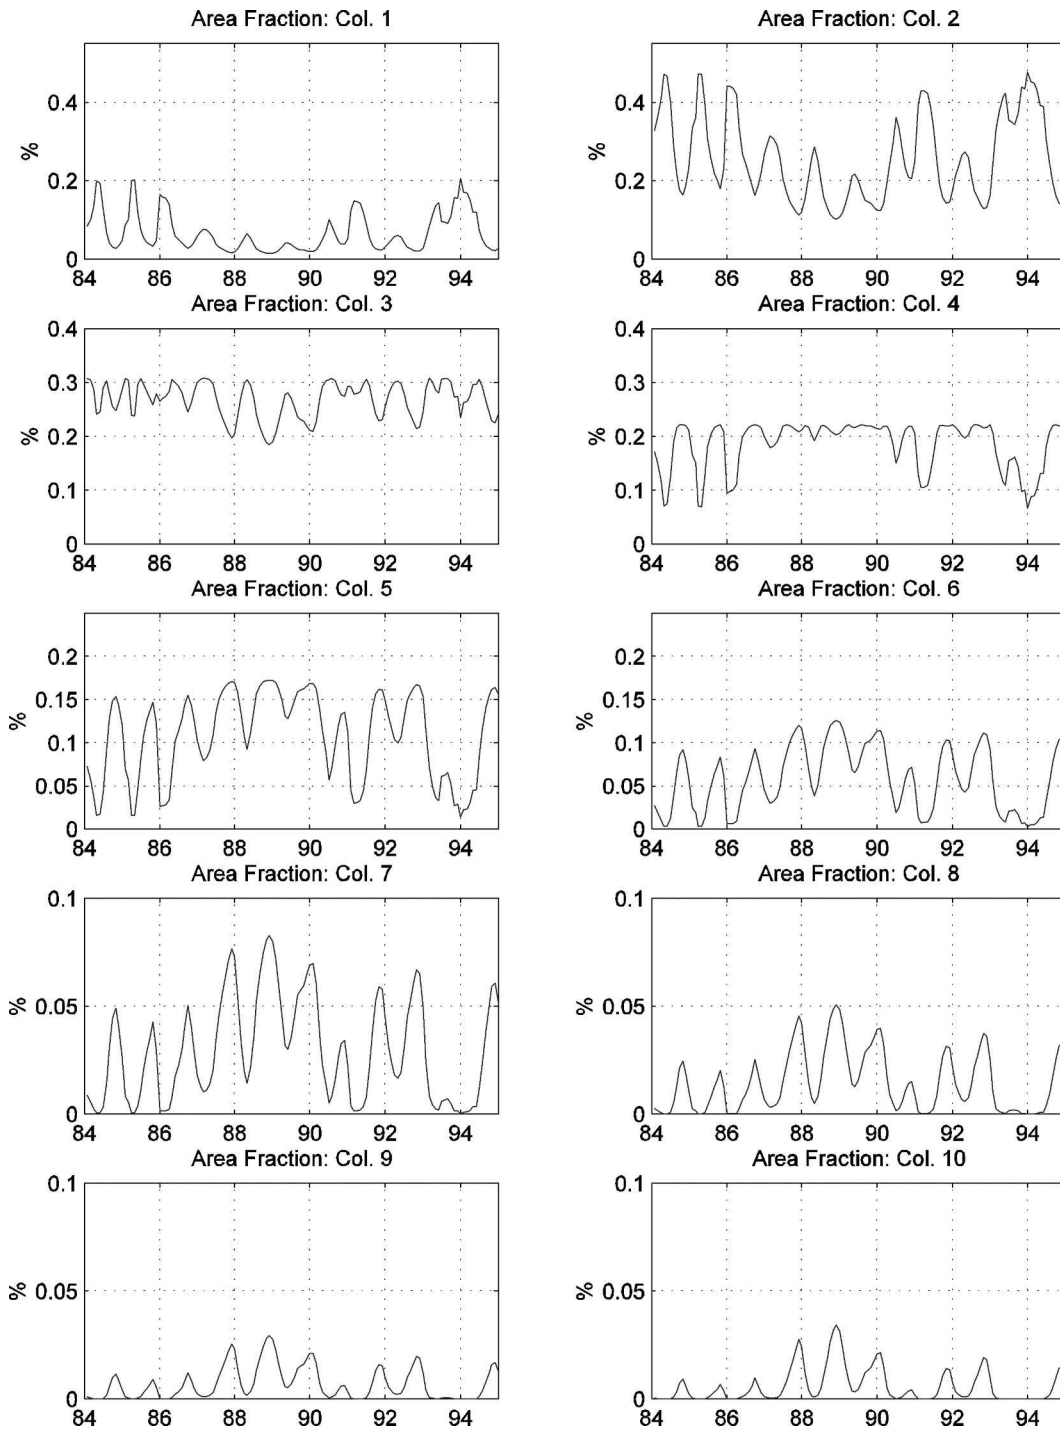 Area Fraction: Col. 1
%
0.4
0.2
0
84 86 88 90 92 94
Area Fraction: Col. 2
%
0.4
0.2
0
84 86 88 90 92 94
Area Fraction: Col. 3
%
0.4
0.3
0.2
0.1
0
84 86 88 90 92 94
Area Fraction: Col. 4
%
0.4
0.3
0.2
0.1
0
84 86 88 90 92 94
Area Fraction: Col. 5
%
0.2
0.15
0.1
0.05
0
84 86 88 90 92 94
Area Fraction: Col. 6
%
0.2
0.15
0.1
0.05
0
84 86 88 90 92 94
Area Fraction: Col. 7
%
0.1
0.05
0
84 86 88 90 92 94
Area Fraction: Col. 8
%
0.1
0.05
0
84 86 88 90 92 94
Area Fraction: Col. 9
%
0.1
0.05
0
84 86 88 90 92 94
Area Fraction: Col. 10
%
0.1
0.05
0
84 86 88 90 92 94